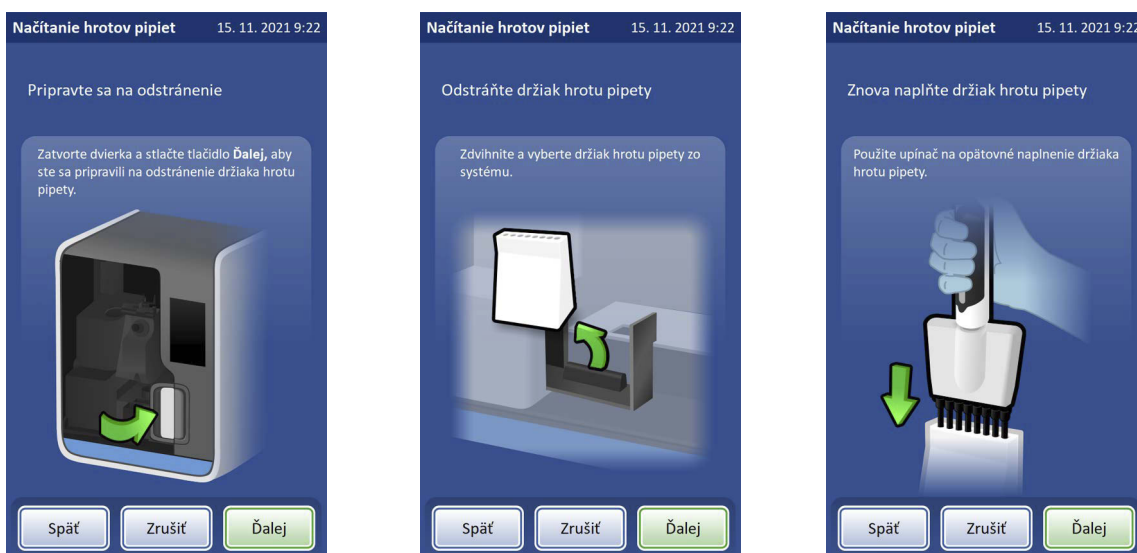 Načítanie hrotov pipiet 15. 11. 2021 9:22
Pripravte sa na odstránenie
Zatvorte dvierka a stlačte tlačidlo Ďalej, aby
ste sa pripravili na odstránenie držiaka hrotu
pipety.
Späť Zrušiť Ďalej
Načítanie hrotov pipiet 15. 11. 2021 9:22
Odstráňte držiak hrotu pipety
Zdvihnite a vyberte držiak hrotu pipety zo
systému.
Späť Zrušiť Ďalej
Načítanie hrotov pipiet 15. 11. 2021 9:22
Znova naplňte držiak hrotu pipety
Použite upínač na opätovné naplnenie držiaka
hrotu pipety.
Späť Zrušiť Ďalej